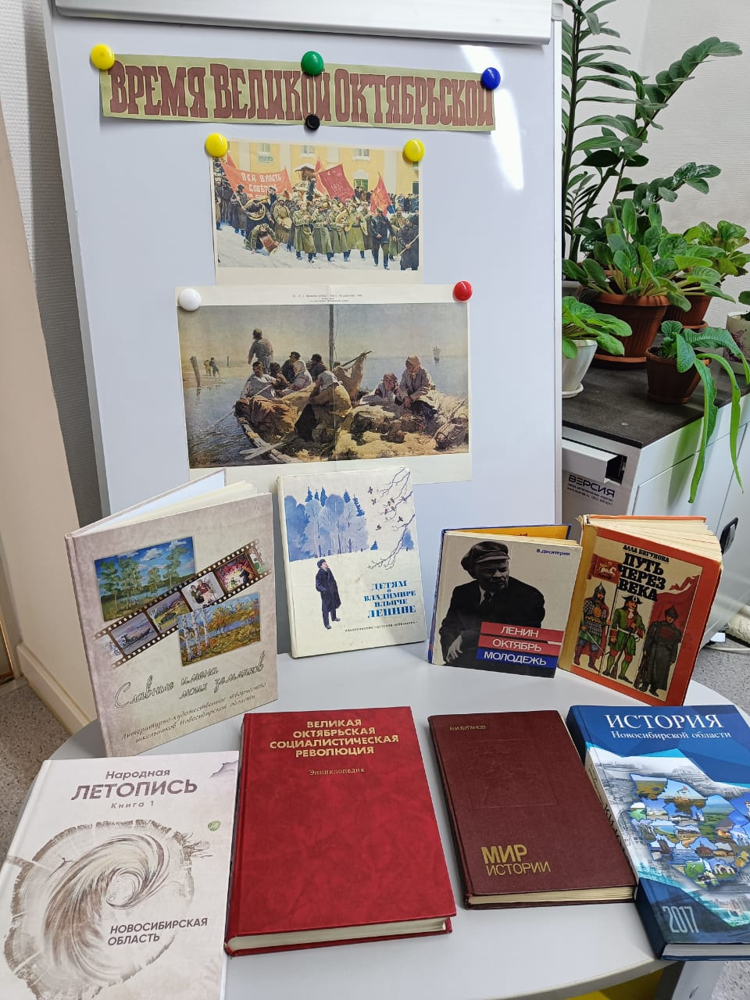 ВРЕМЯ ВЕЛИКОЙ ОКТЯБРЬСКОЙ
ВСЯ ВЛАСТЬ
СОВЕТАМ
ВЕРСИЯ
ДЕТЯМ
О
ВЛАДИМИРЕ
ИЛЬИЧЕ
ЛЕНИНЕ
ИЗДАТЕЛЬСТВО "ДЕТСКАЯ ЛИТЕРАТУРА"
В. Десятерик
ЛЕНИН
ОКТЯБРЬ
МОЛОДЕЖЬ
АЛЛА БЕГУНОВА
ПУТЬ
ЧЕРЕЗ
ВЕКА
Славные имена
моих земляков
Литературно-художественное творчество
школьников Новосибирской области
Народная
ЛЕТОПИСЬ
Книга 1
НОВОСИБИРСКАЯ
ОБЛАСТЬ
ВЕЛИКАЯ
ОКТЯБРЬСКАЯ
СОЦИАЛИСТИЧЕСКАЯ
РЕВОЛЮЦИЯ
Энциклопедия
В.И.БУГАНОВ
МИР
ИСТОРИИ
ИСТОРИЯ
Новосибирской области
2017